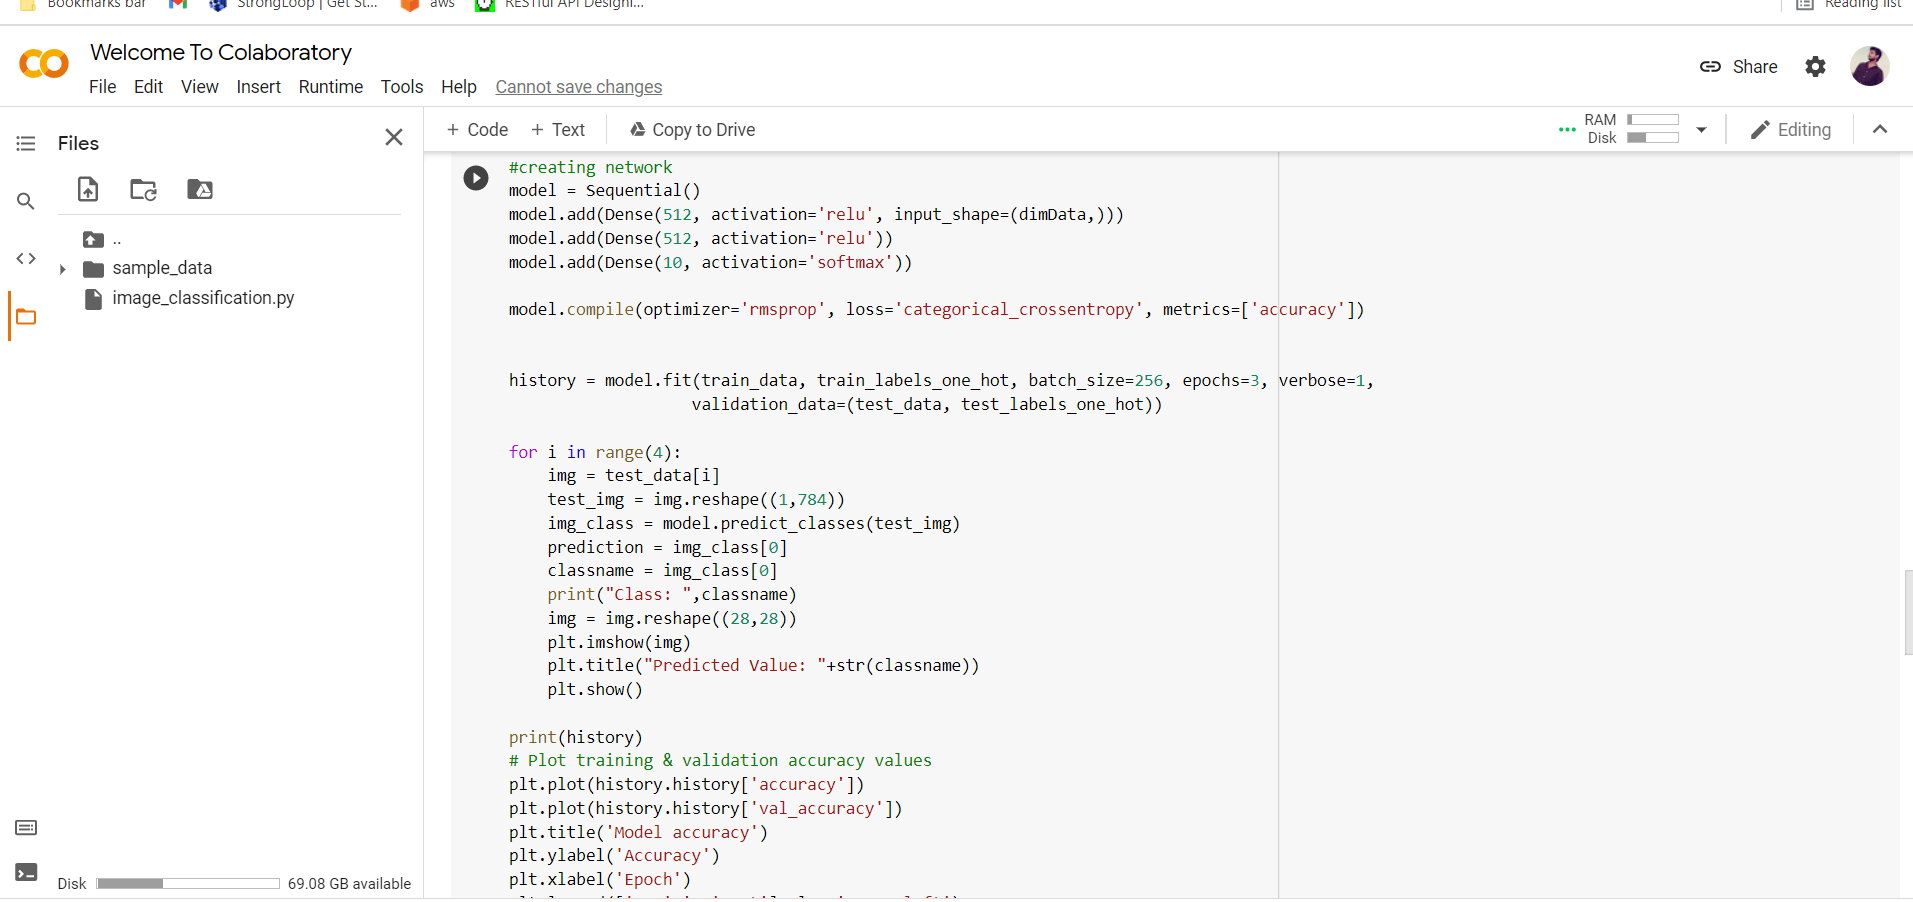 Bookmarks bar
StrongLoop | Get St...
aws
RESTful API Designi...
Reading list
Welcome To Colaboratory
File Edit View Insert Runtime Tools Help Cannot save changes
Share
Files
+ Code + Text
Copy to Drive
RAM
Disk
Editing
..
sample_data
image_classification.py
Disk
69.08 GB available
#creating network
model = Sequential()
model.add(Dense(512, activation='relu', input_shape=(dimData,)))
model.add(Dense(512, activation='relu'))
model.add(Dense(10, activation='softmax'))
model.compile(optimizer='rmsprop', loss='categorical_crossentropy', metrics=['accuracy'])
history = model.fit(train_data, train_labels_one_hot, batch_size=256, epochs=3, verbose=1,
validation_data=(test_data, test_labels_one_hot))
for i in range(4):
img = test_data[i]
test_img = img.reshape((1,784))
img_class = model.predict_classes(test_img)
prediction = img_class[0]
classname = img_class[0]
print("Class: ",classname)
img = img.reshape((28,28))
plt.imshow(img)
plt.title("Predicted Value: "+str(classname))
plt.show()
print(history)
# Plot training & validation accuracy values
plt.plot(history.history['accuracy'])
plt.plot(history.history['val_accuracy'])
plt.title('Model accuracy')
plt.ylabel('Accuracy')
plt.xlabel('Epoch')